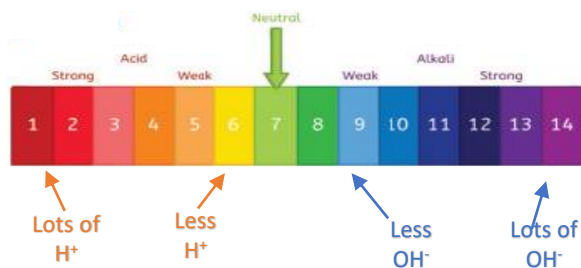 Neutral
Acid
Alkali
Strong Weak Weak Strong
1 2 3 4 5 6 7 8 9 10 11 12 13 14
Lots of
H⁺
Less
H⁺
Less
OH⁻
Lots of
OH⁻